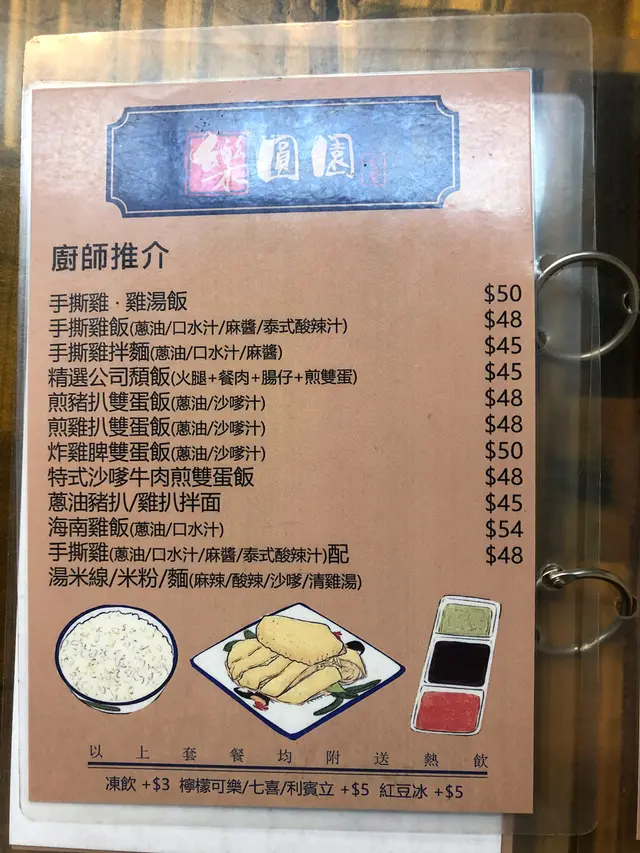 樂圓園
廚師推介
手撕雞．雞湯飯 $50
手撕雞飯(蔥油/口水汁/麻醬/泰式酸辣汁) $48
手撕雞拌麵(蔥油/口水汁/麻醬) $45
精選公司頹飯(火腿+餐肉+腸仔+煎雙蛋) $45
煎豬扒雙蛋飯(蔥油/沙嗲汁) $48
煎雞扒雙蛋飯(蔥油/沙嗲汁) $48
炸雞脾雙蛋飯(蔥油/沙嗲汁) $50
特式沙嗲牛肉煎雙蛋飯 $48
蔥油豬扒/雞扒拌面 $45
海南雞飯(蔥油/口水汁) $54
手撕雞(蔥油/口水汁/麻醬/泰式酸辣汁)配 $48
湯米線/米粉/麵(麻辣/酸辣/沙嗲/清雞湯)
以上套餐均附送熱飲
凍飲 +$3 檸檬可樂/七喜/利賓立 +$5 紅豆冰 +$5